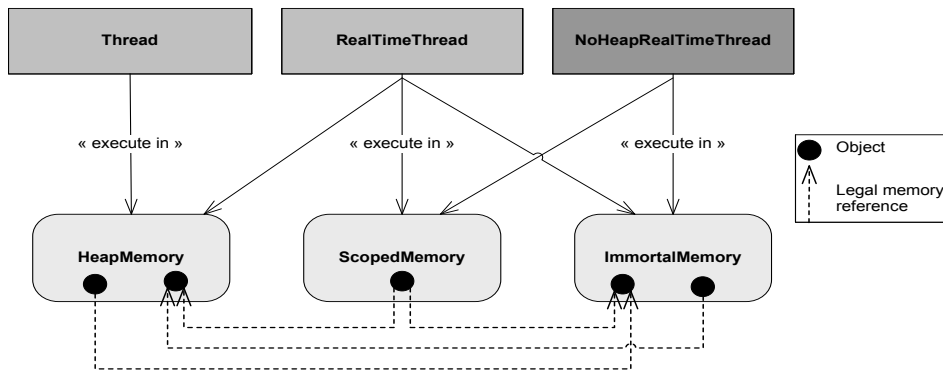 Thread
RealTimeThread
NoHeapRealTimeThread
« execute in »
« execute in »
« execute in »
Object
Legal memory
reference
HeapMemory
ScopedMemory
ImmortalMemory